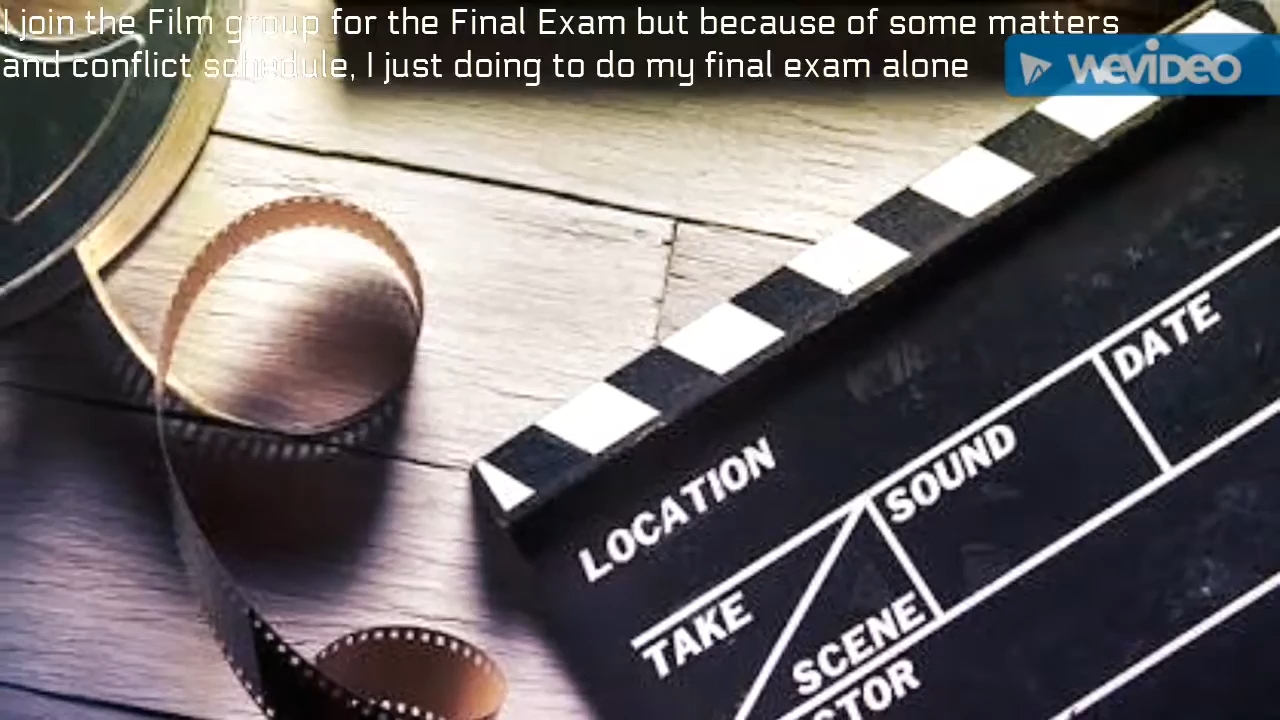 I join the Film group for the Final Exam but because of some matters
and conflict schedule, I just doing to do my final exam alone
WEVIDEO
DATE
SOUND
LOCATION
TAKE
SCENE
CTOR